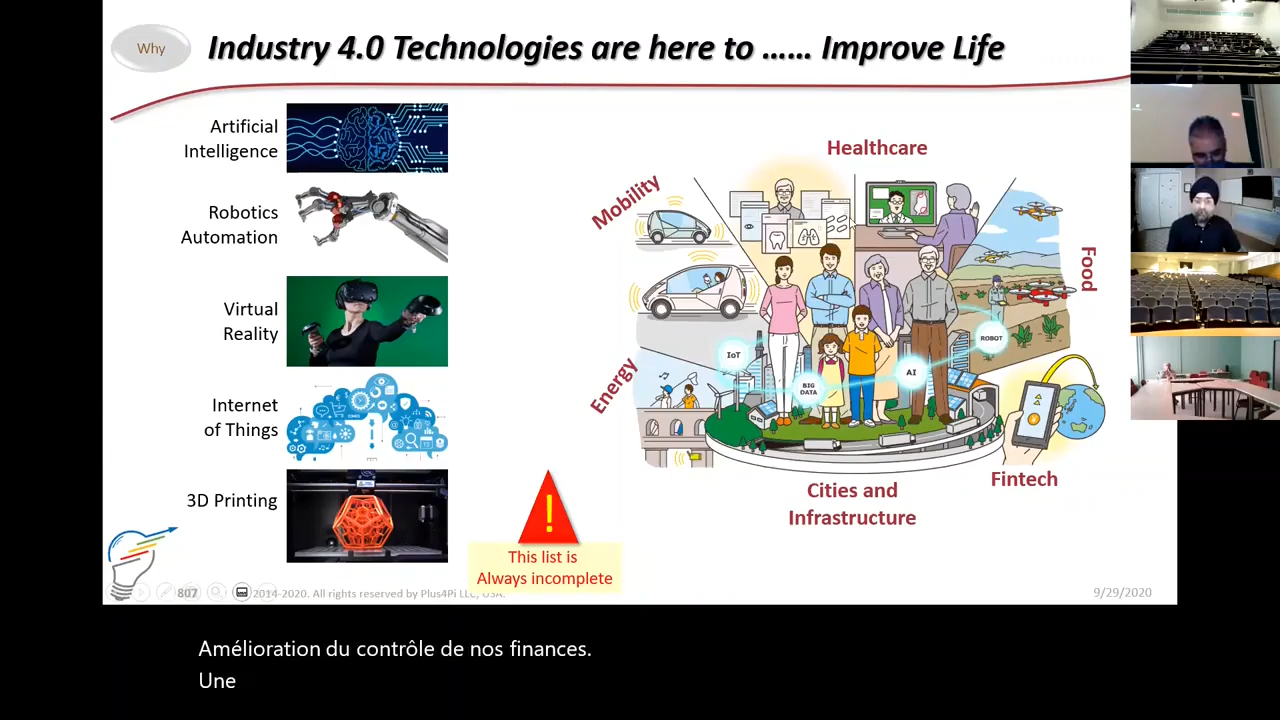 Why
Industry 4.0 Technologies are here to …… Improve Life
Artificial
Intelligence
Robotics
Automation
Virtual
Reality
Internet
of Things
3D Printing
Healthcare
Mobility
Food
Energy
IoT
BIG
DATA
AI
ROBOT
Fintech
Cities and
Infrastructure
!
This list is
Always incomplete
807
2014-2020. All rights reserved by Plus4Pi LLC, USA.
9/29/2020
Amélioration du contrôle de nos finances.
Une